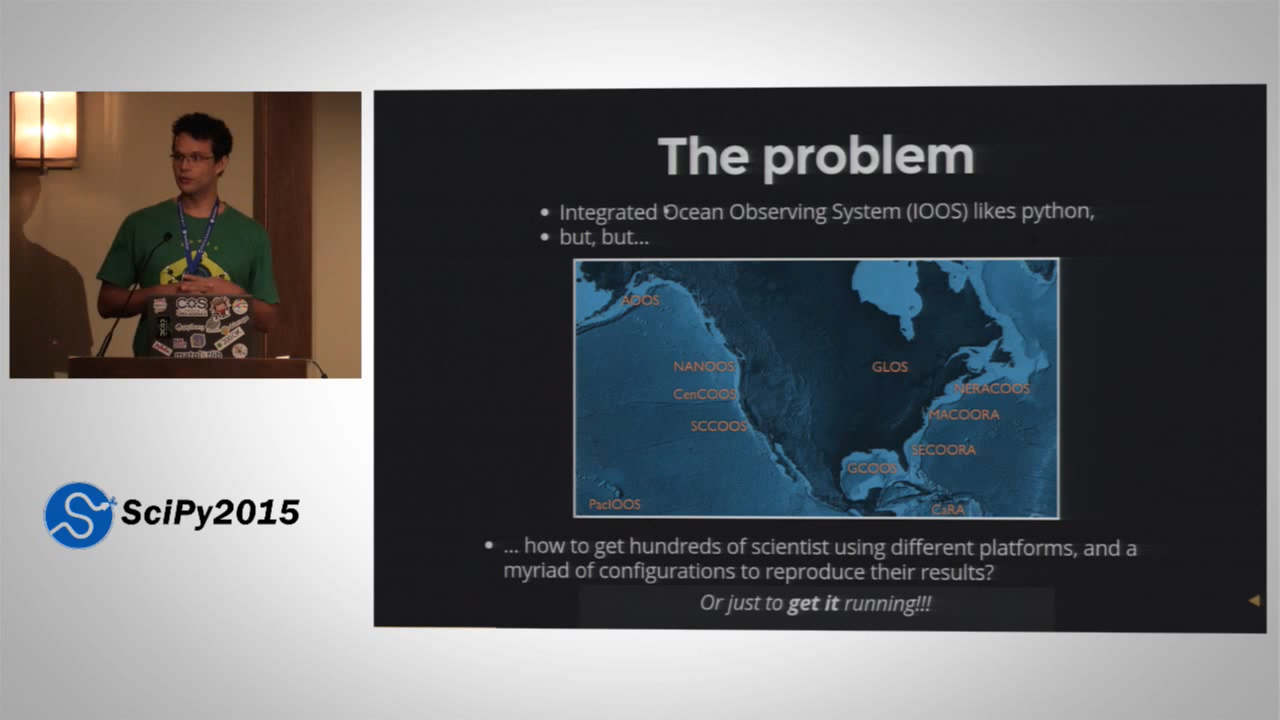 The problem
• Integrated Ocean Observing System (IOOS) likes python,
• but, but...
AOOS
NANOOS
GLOS
CenCOOS
NERACOOS
MACOORA
SCCOOS
SECOORA
GCOOS
PacIOOS
CaRA
• ... how to get hundreds of scientist using different platforms, and a
myriad of configurations to reproduce their results?
Or just to get it running!!!
COS
matplotlib
SciPy2015